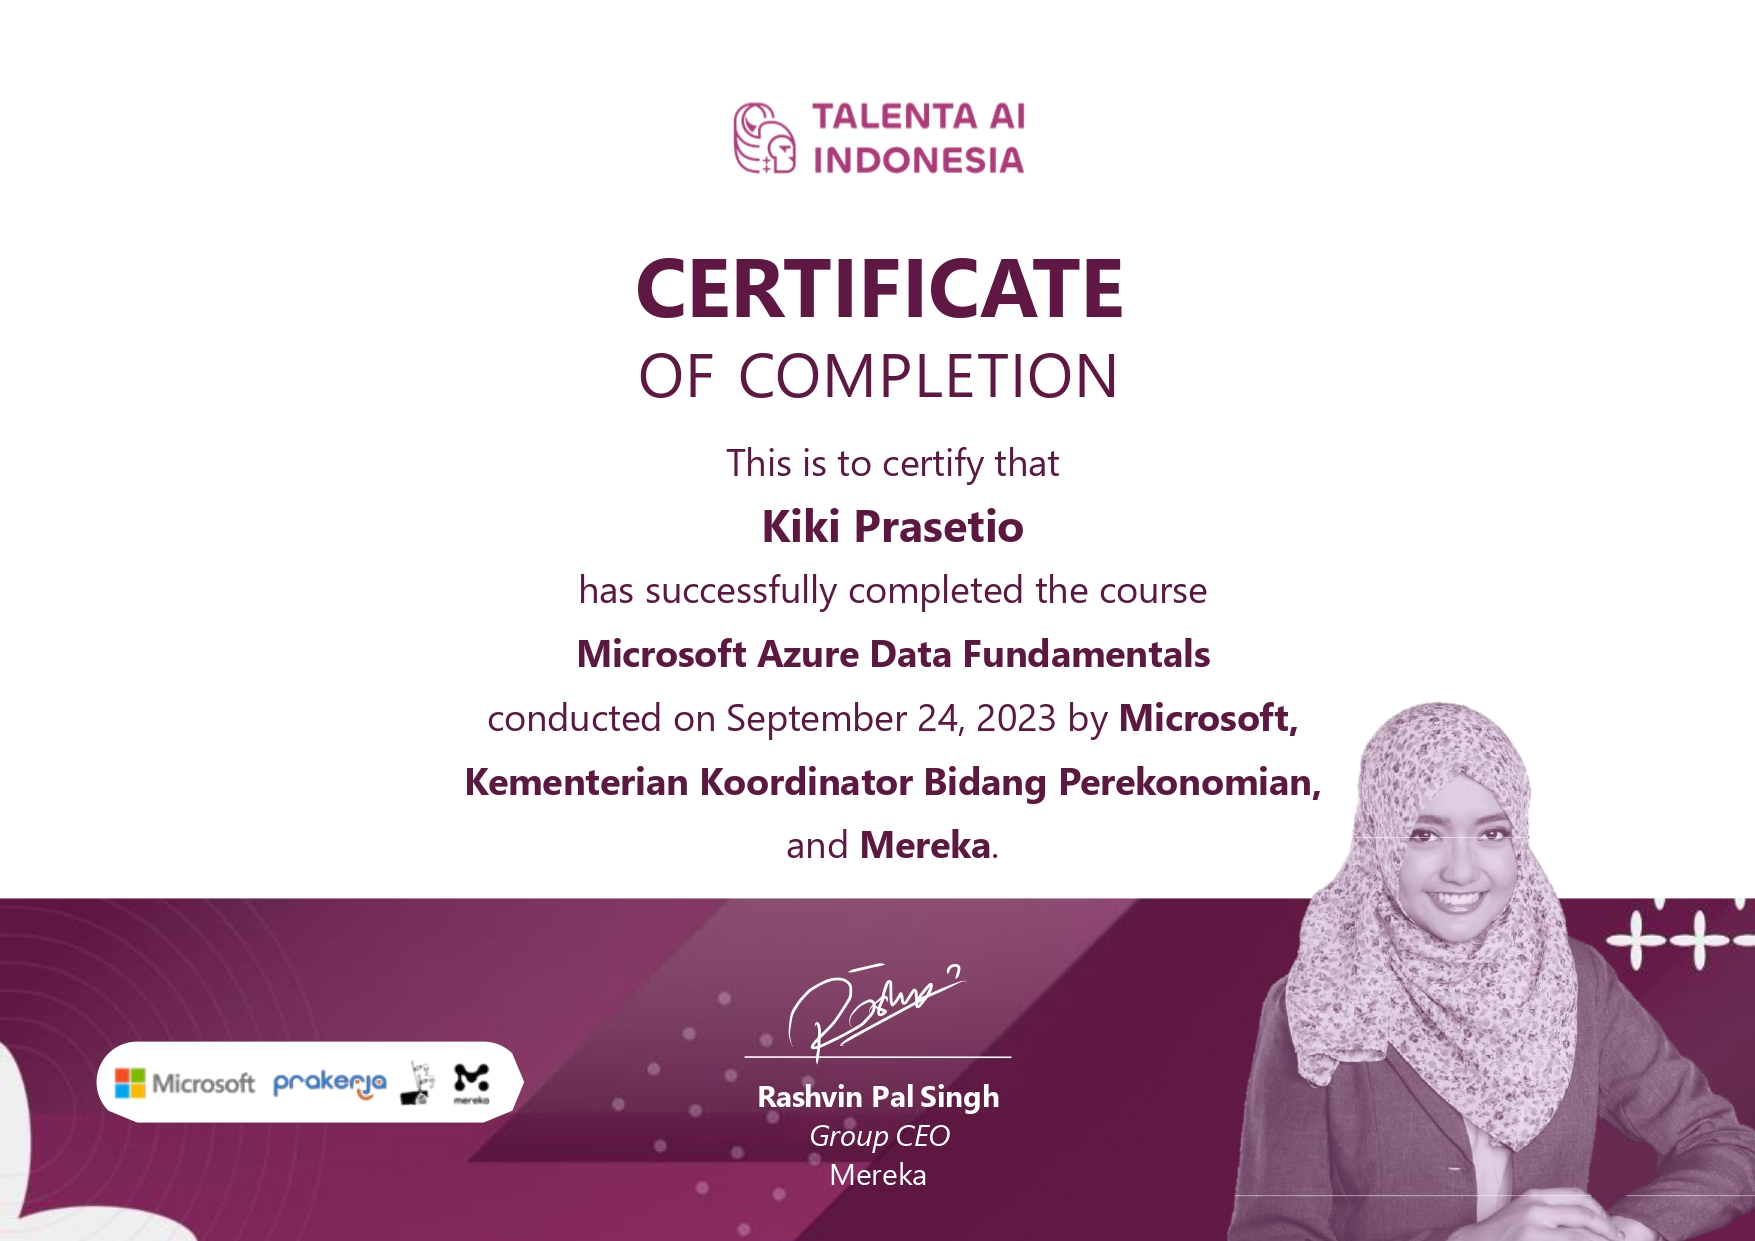 TALENTA AI
INDONESIA
CERTIFICATE
OF COMPLETION
This is to certify that
Kiki Prasetio
has successfully completed the course
Microsoft Azure Data Fundamentals
conducted on September 24, 2023 by Microsoft,
Kementerian Koordinator Bidang Perekonomian,
and Mereka.
Microsoft prakerja mereka
Rashvin Pal Singh
Group CEO
Mereka